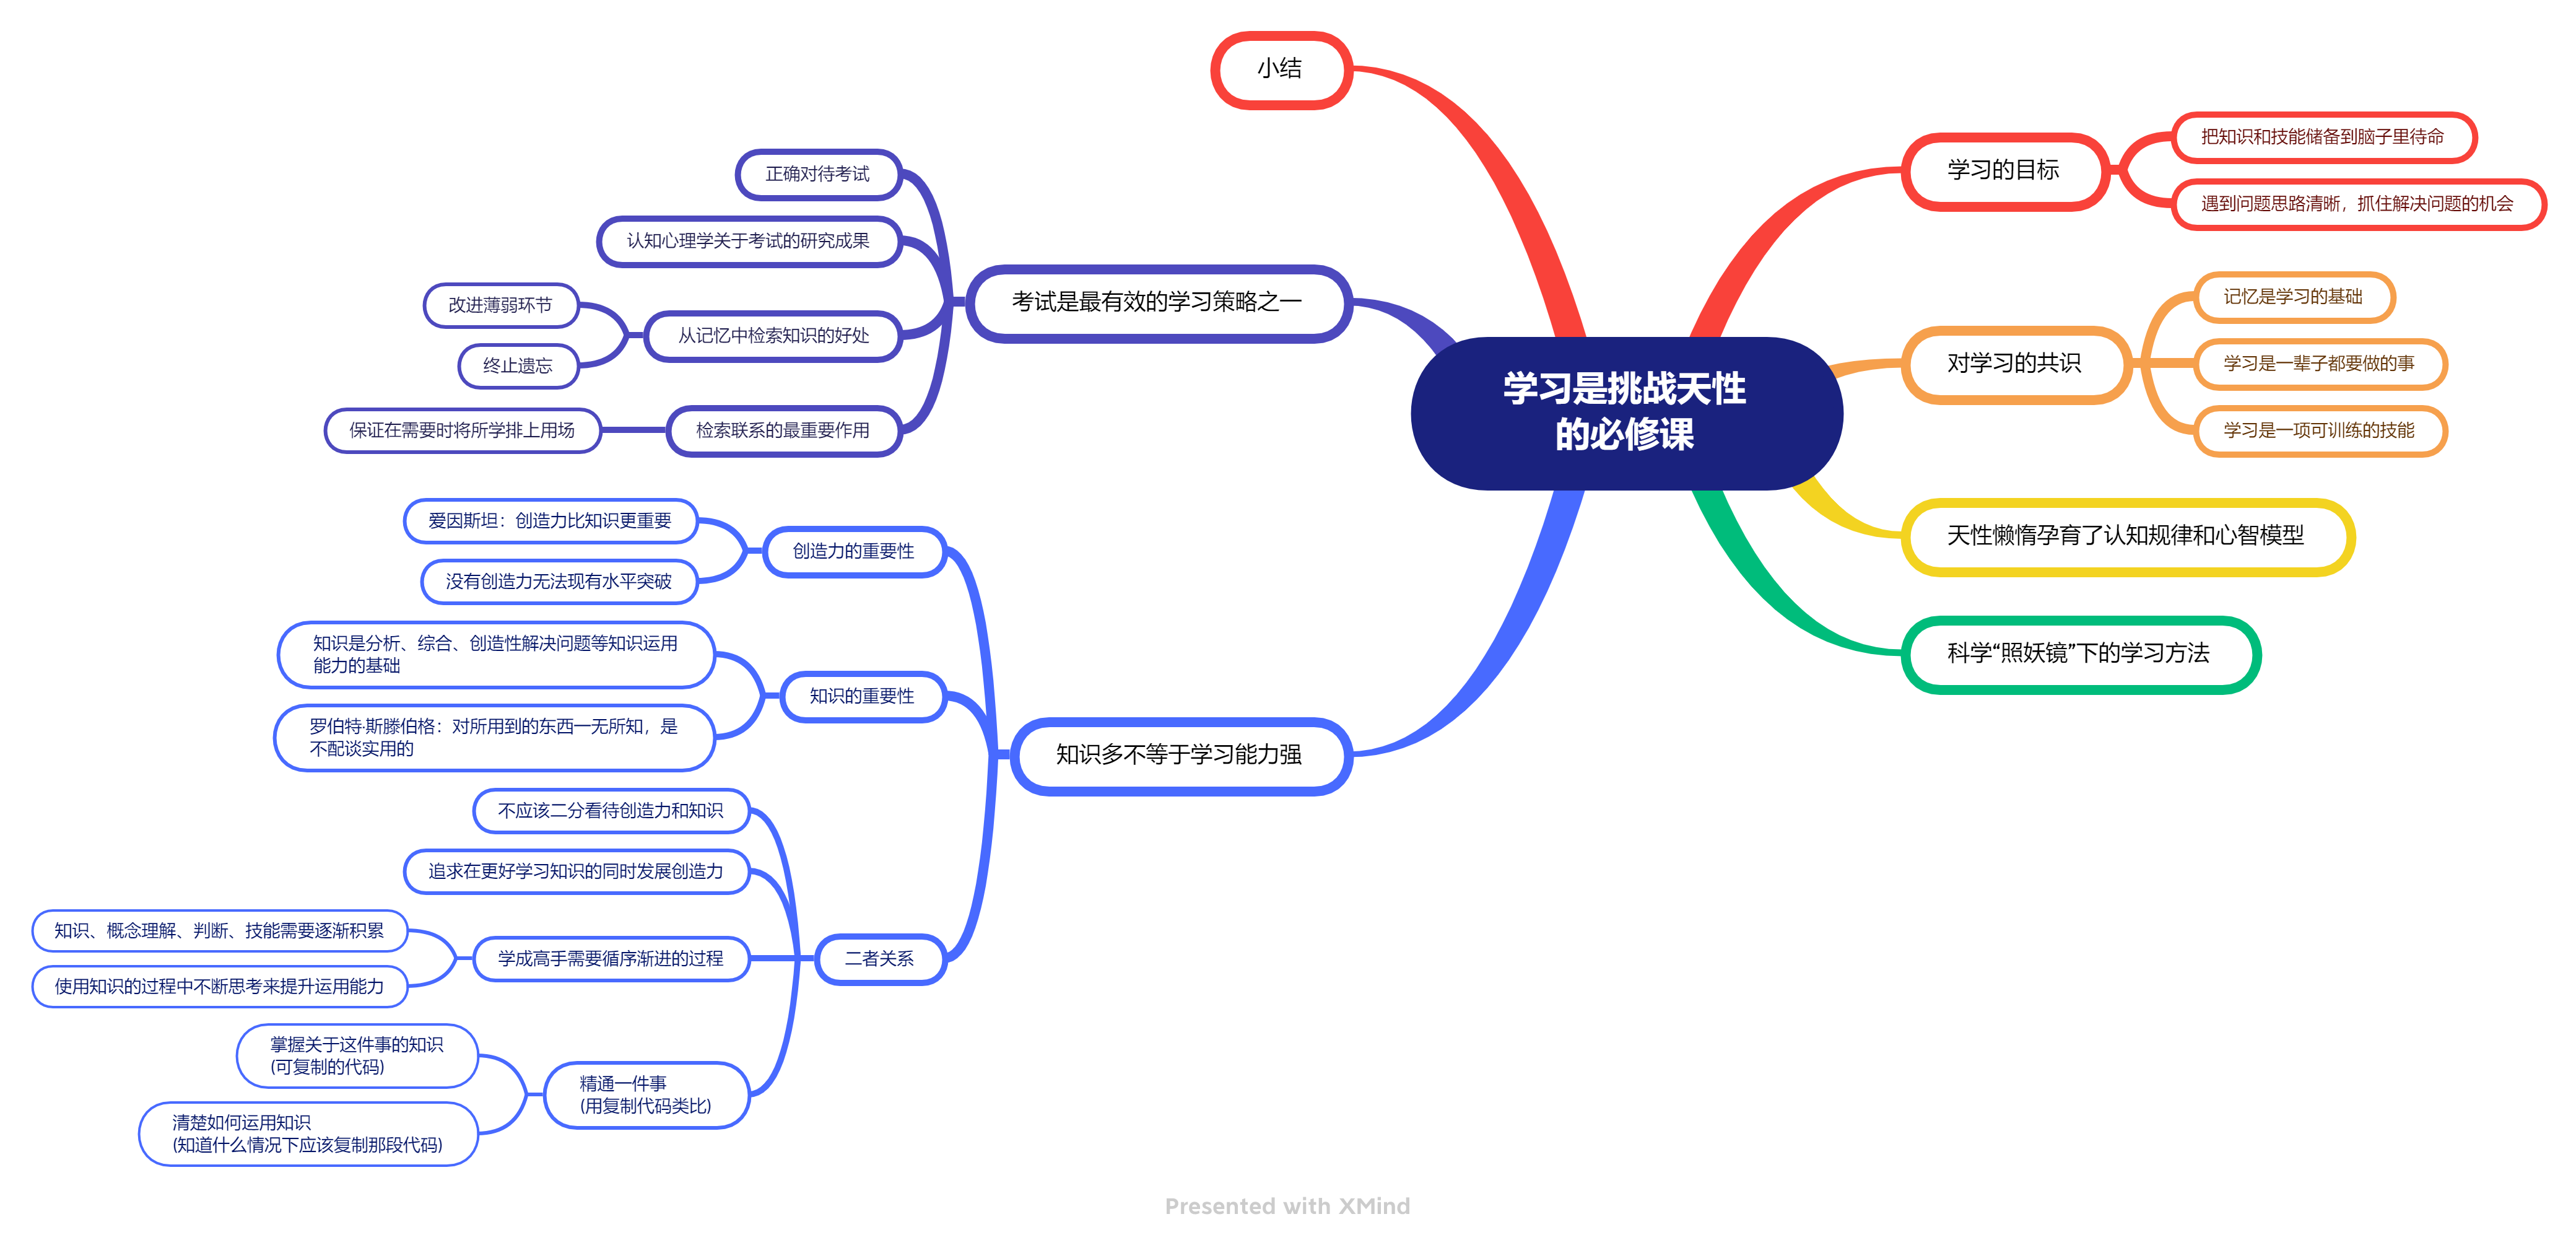 学习是挑战天性
的必修课
学习的目标
把知识和技能储备到脑子里待命
遇到问题思路清晰，抓住解决问题的机会
对学习的共识
记忆是学习的基础
学习是一辈子都要做的事
学习是一项可训练的技能
天性懒惰孕育了认知规律和心智模型
科学“照妖镜”下的学习方法
知识多不等于学习能力强
创造力的重要性
爱因斯坦：创造力比知识更重要
没有创造力无法现有水平突破
知识的重要性
知识是分析、综合、创造性解决问题等知识运用
能力的基础
罗伯特·斯滕伯格：对所用到的东西一无所知，是
不配谈实用的
二者关系
不应该二分看待创造力和知识
追求在更好学习知识的同时发展创造力
学成高手需要循序渐进的过程
知识、概念理解、判断、技能需要逐渐积累
使用知识的过程中不断思考来提升运用能力
精通一件事
(用复制代码类比)
掌握关于这件事的知识
(可复制的代码)
清楚如何运用知识
(知道什么情况下应该复制那段代码)
考试是最有效的学习策略之一
正确对待考试
认知心理学关于考试的研究成果
从记忆中检索知识的好处
改进薄弱环节
终止遗忘
检索联系的最重要作用
保证在需要时将所学排上用场
小结
Presented with XMind